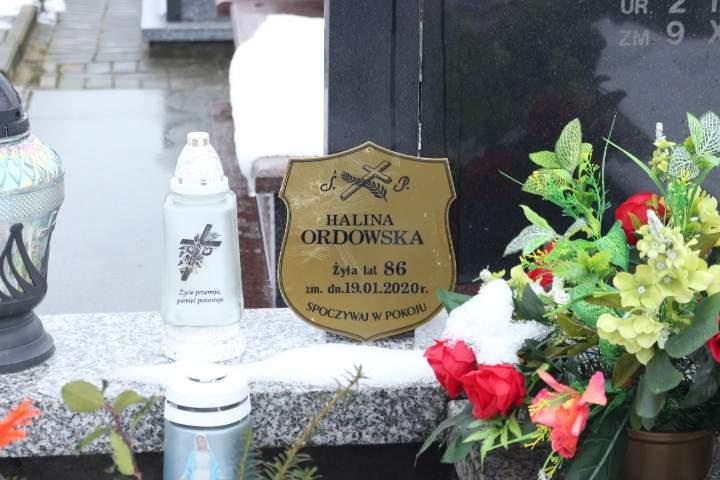 UR. 2
ZM 9 X
Ś. P.
HALINA
ORDOWSKA
Żyła lat 86
zm. dn. 19.01.2020 r.
SPOCZYWAJ W POKOJU
Życie przemija,
pamięć pozostaje